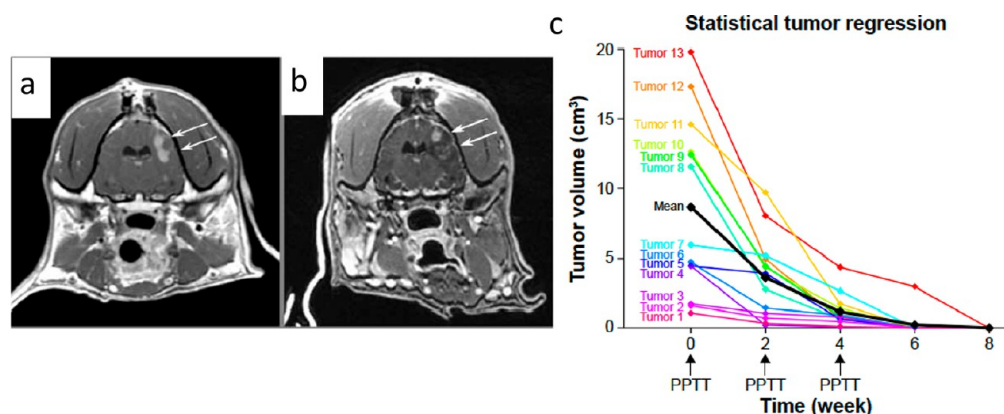 a
b
c
Statistical tumor regression
Tumor volume (cm³)
20
15
10
5
0
Tumor 13
Tumor 12
Tumor 11
Tumor 10
Tumor 9
Tumor 8
Mean
Tumor 7
Tumor 6
Tumor 5
Tumor 4
Tumor 3
Tumor 2
Tumor 1
0 2 4 6 8
PPTT PPTT PPTT
Time (week)